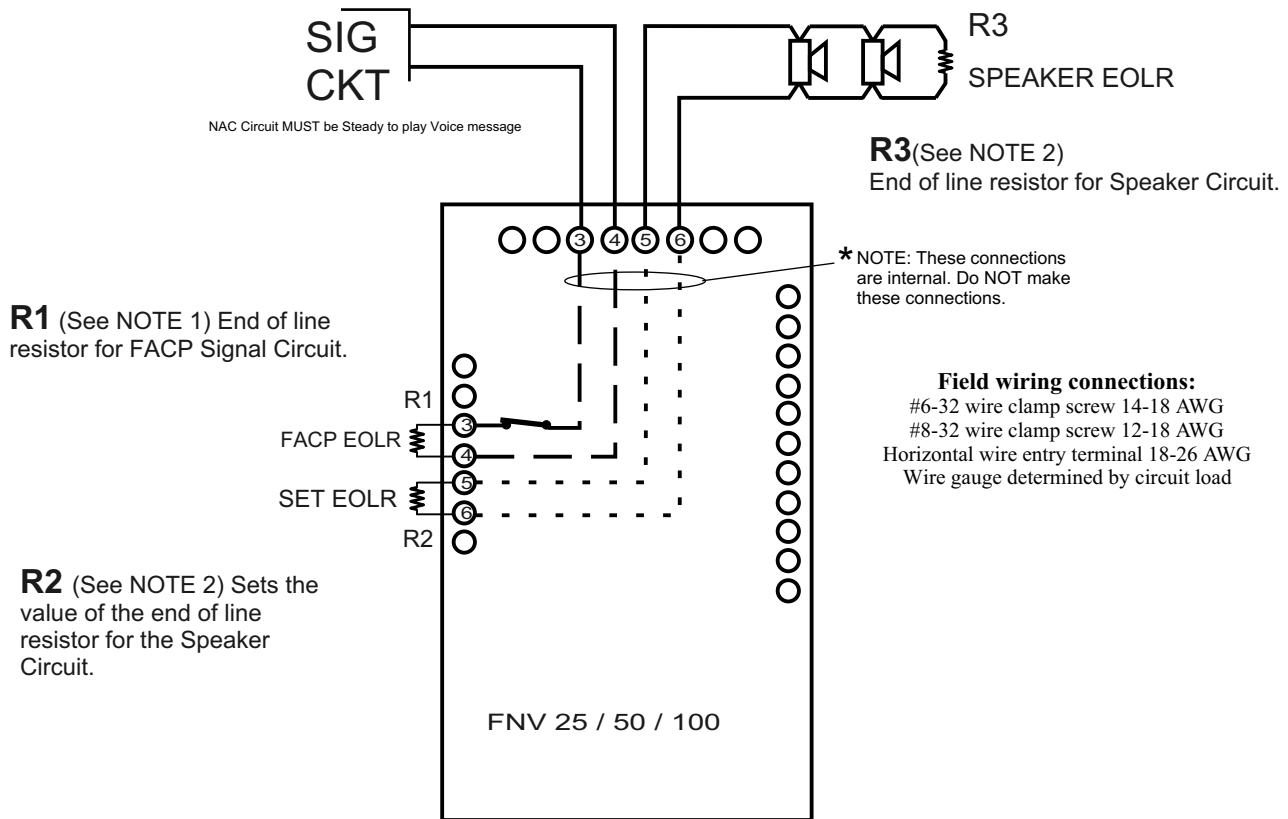 SIG
CKT
NAC Circuit MUST be Steady to play Voice message
R3
SPEAKER EOLR
R3(See NOTE 2)
End of line resistor for Speaker Circuit.
3 4 5 6
* NOTE: These connections
are internal. Do NOT make
these connections.
R1 (See NOTE 1) End of line
resistor for FACP Signal Circuit.
R1
3
FACP EOLR
4
5
SET EOLR
6
R2
Field wiring connections:
#6-32 wire clamp screw 14-18 AWG
#8-32 wire clamp screw 12-18 AWG
Horizontal wire entry terminal 18-26 AWG
Wire gauge determined by circuit load
R2 (See NOTE 2) Sets the
value of the end of line
resistor for the Speaker
Circuit.
FNV 25 / 50 / 100